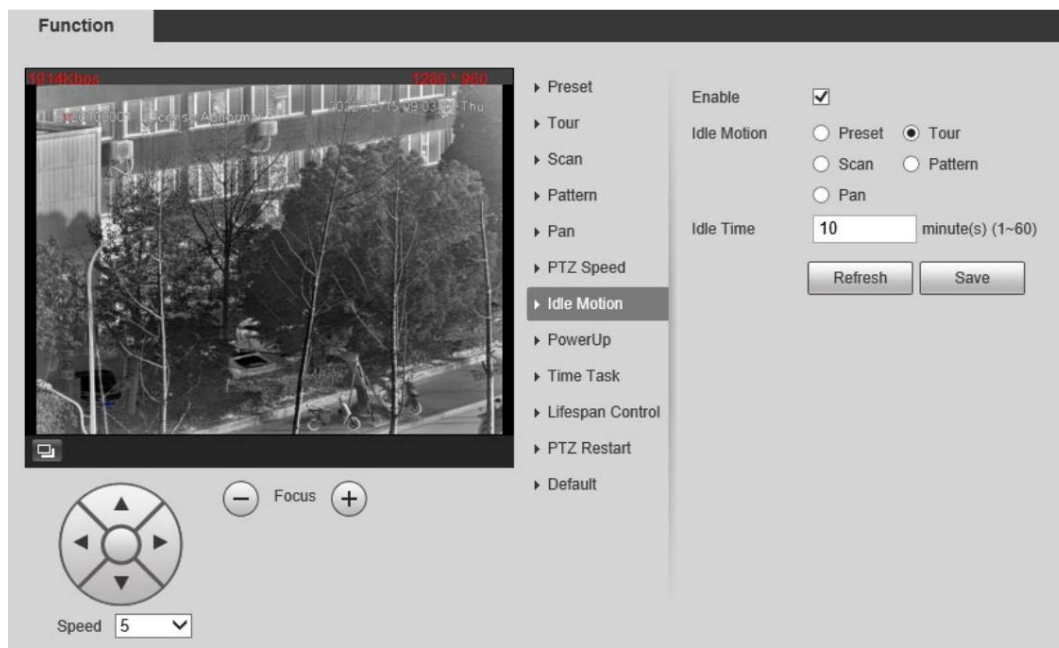 Function
1914Kbps 1280 * 960
Preset
Tour
Scan
Pattern
Pan
PTZ Speed
Idle Motion
PowerUp
Time Task
Lifespan Control
PTZ Restart
Default
Enable
Idle Motion Preset Tour
Scan Pattern
Pan
Idle Time 10 minute(s) (1~60)
Refresh Save
Focus
Speed 5